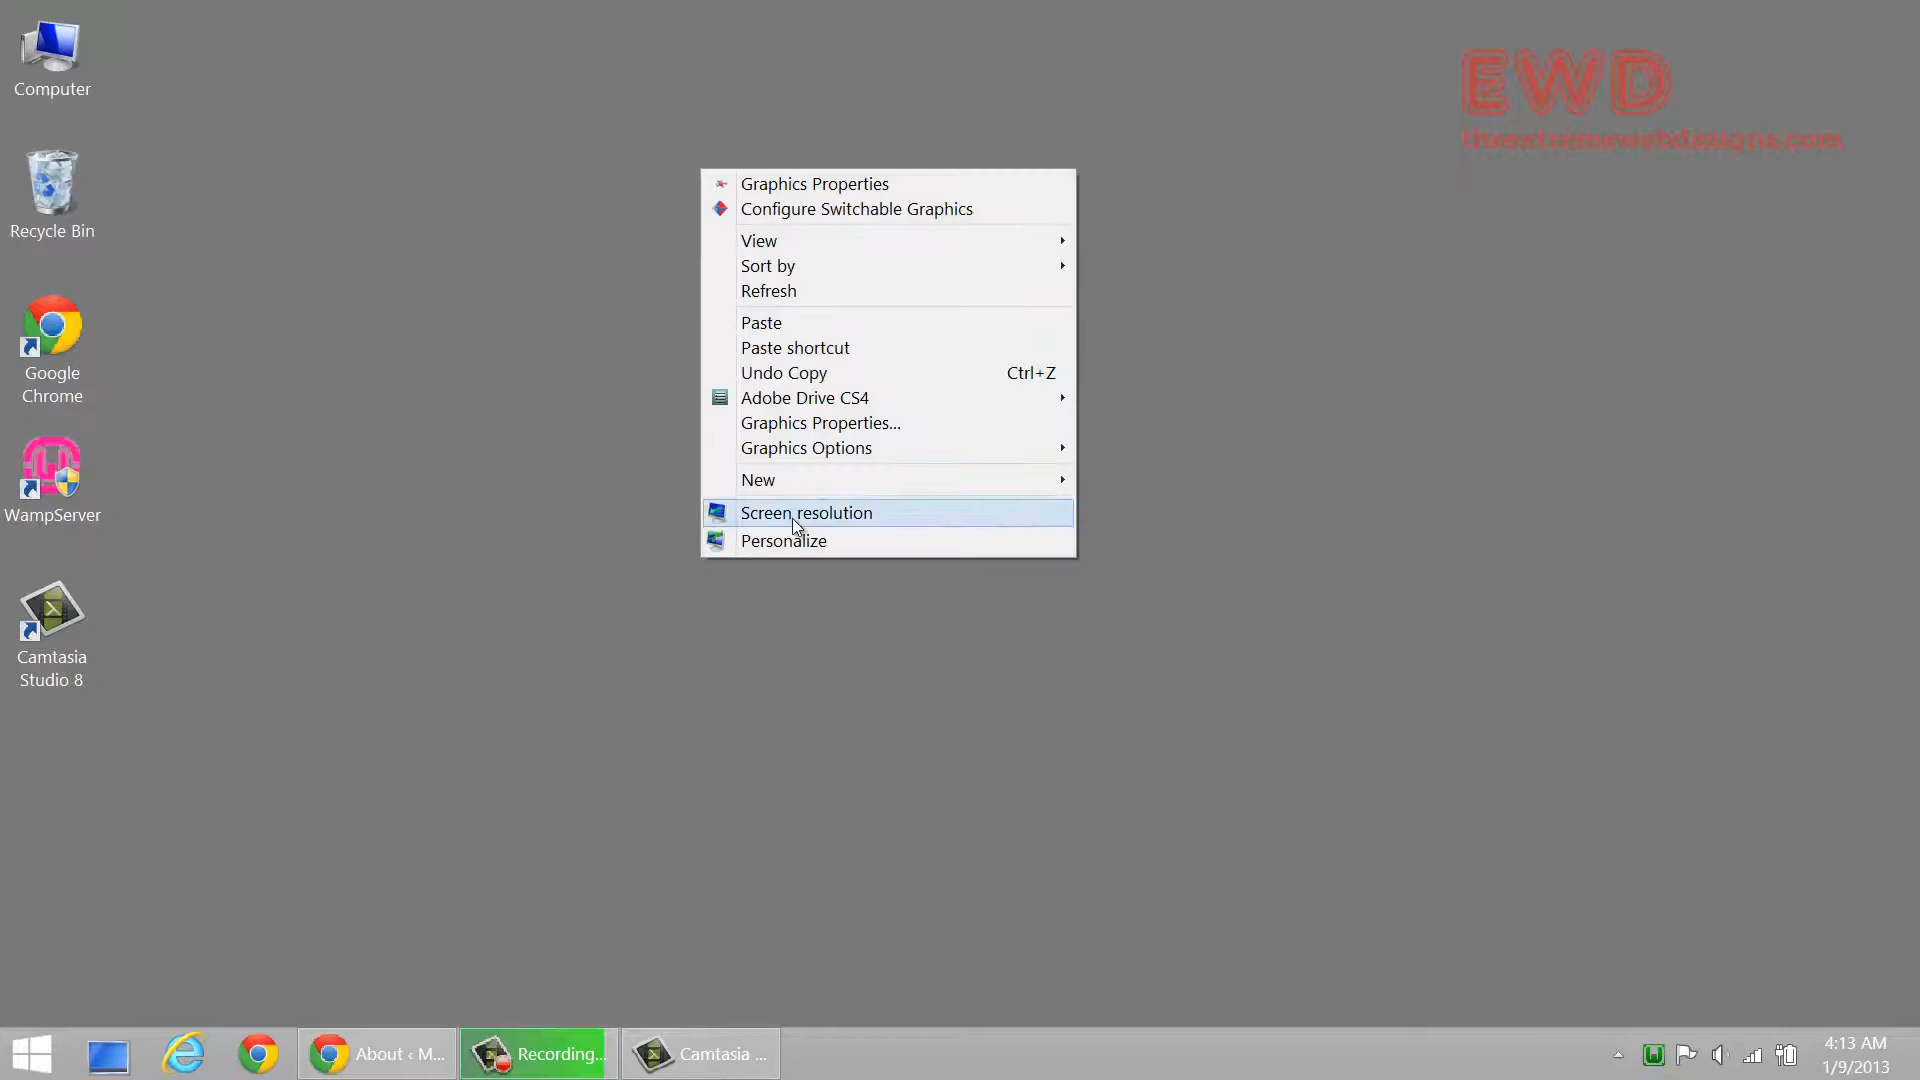 Computer
Recycle Bin
Google
Chrome
WampServer
Camtasia
Studio 8
EWD
theextremewebdesigns.com
Graphics Properties
Configure Switchable Graphics
View
Sort by
Refresh
Paste
Paste shortcut
Undo Copy Ctrl+Z
Adobe Drive CS4
Graphics Properties...
Graphics Options
New
Screen resolution
Personalize
About ‹ M...
Recording...
Camtasia ...
4:13 AM
1/9/2013